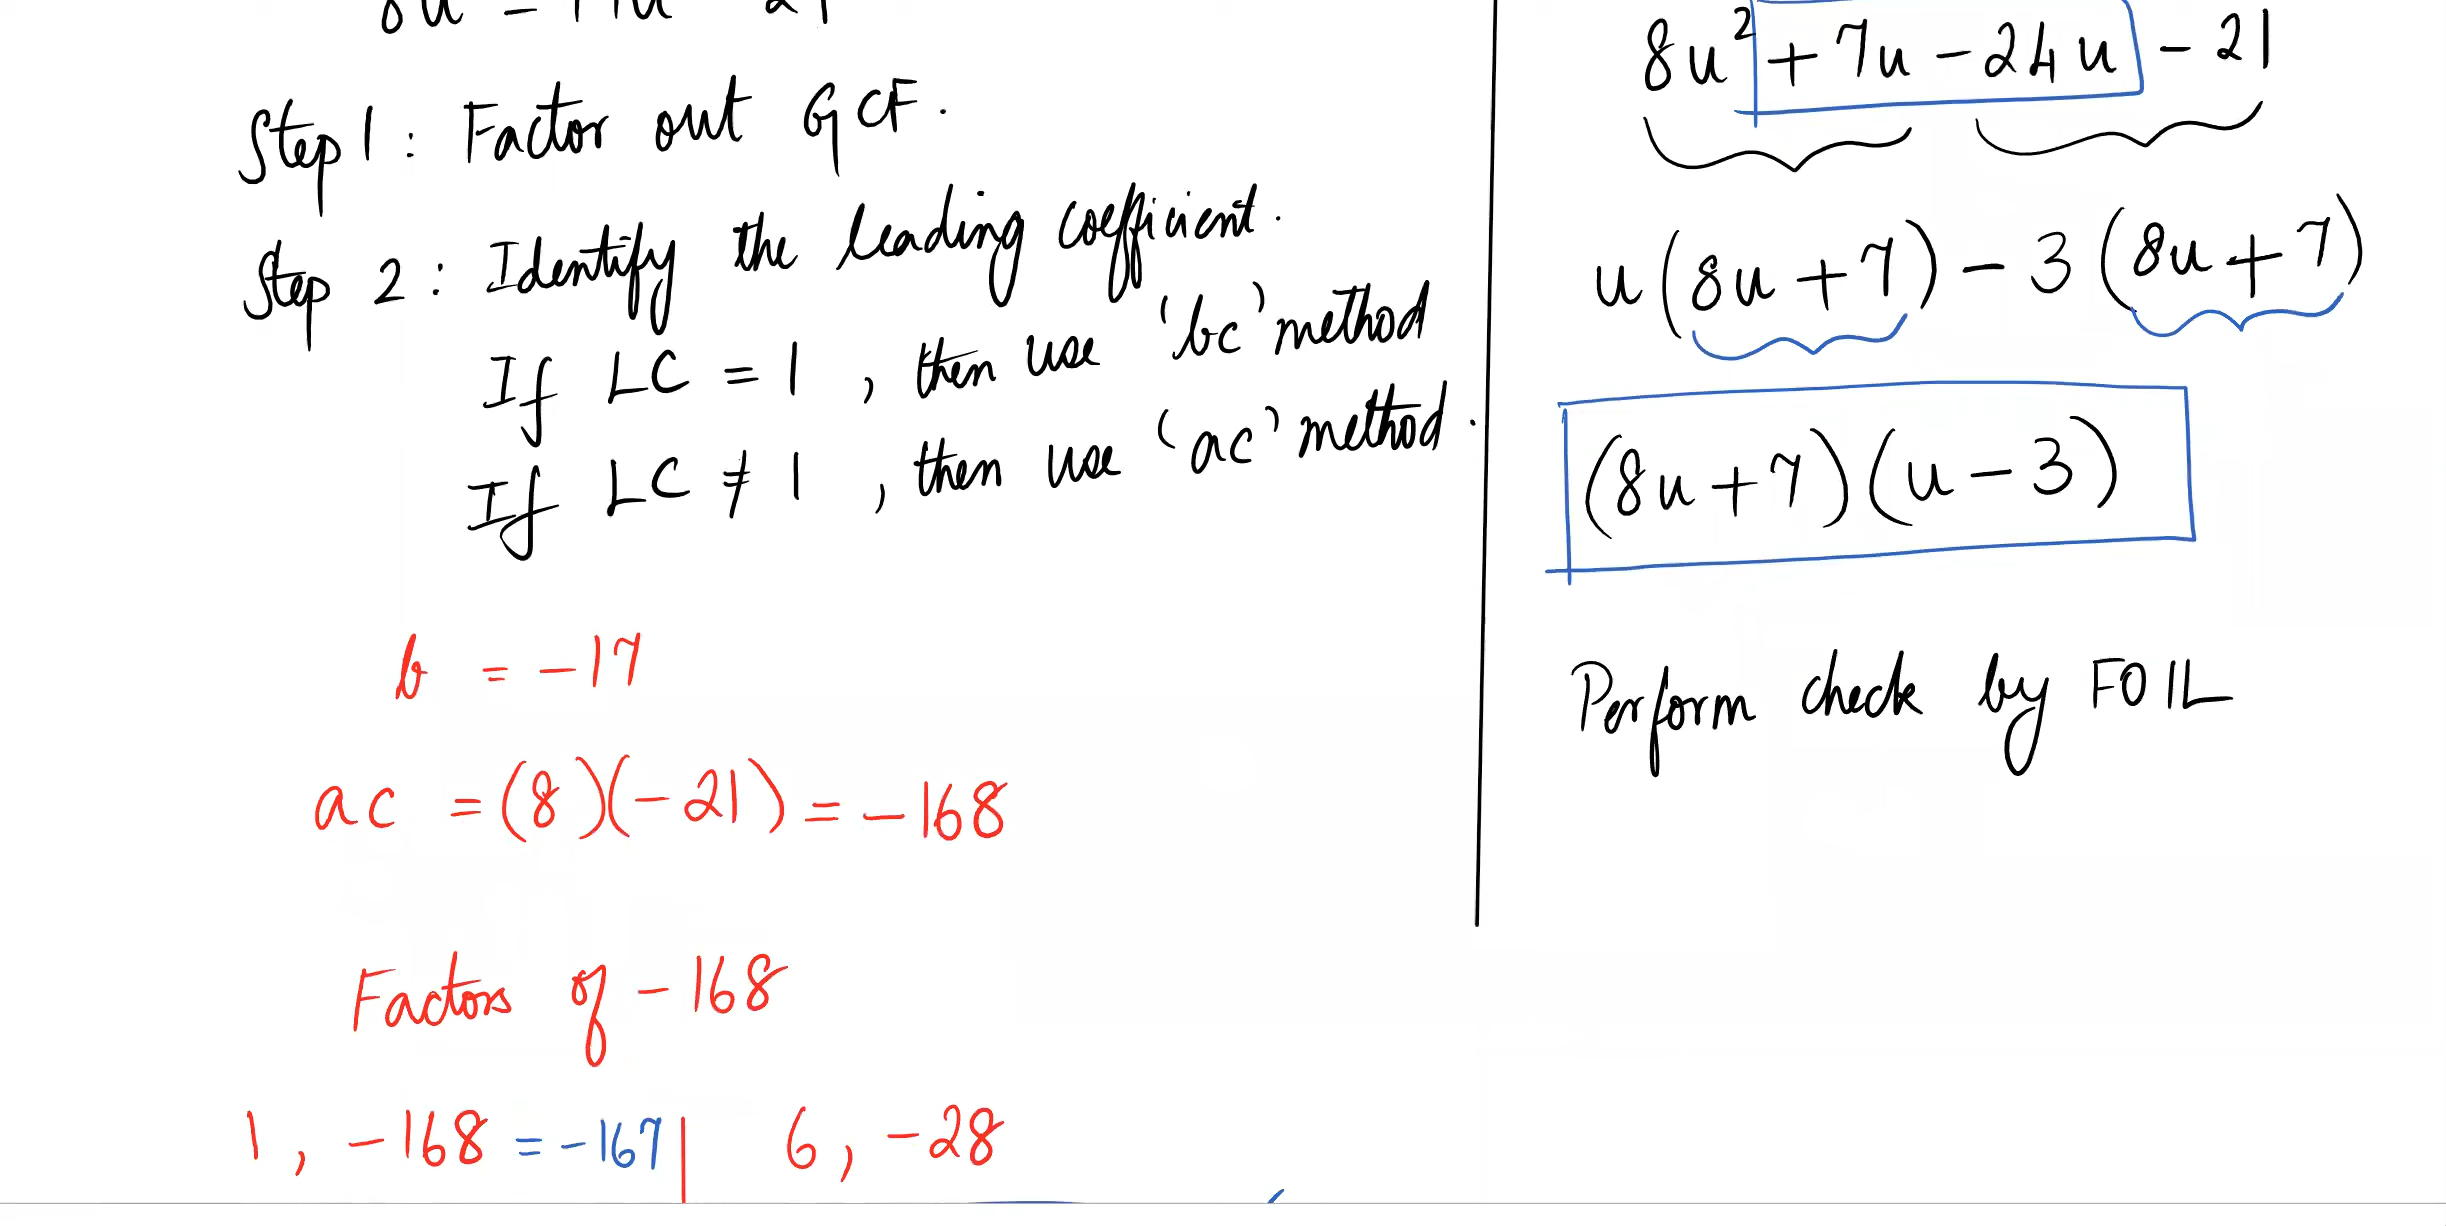 Step 1 : Factor out GCF.
Step 2 : Identify the leading coefficient.
If LC = 1 , then use 'bc' method
If LC ≠ 1 , then use 'ac' method.
b = -17
ac = (8)(-21) = -168
Factors of -168
1 , -168 = -167 | 6 , -28
8u² + 7u - 24u - 21
u(8u + 7) - 3(8u + 7)
(8u + 7)(u - 3)
Perform check by FOIL